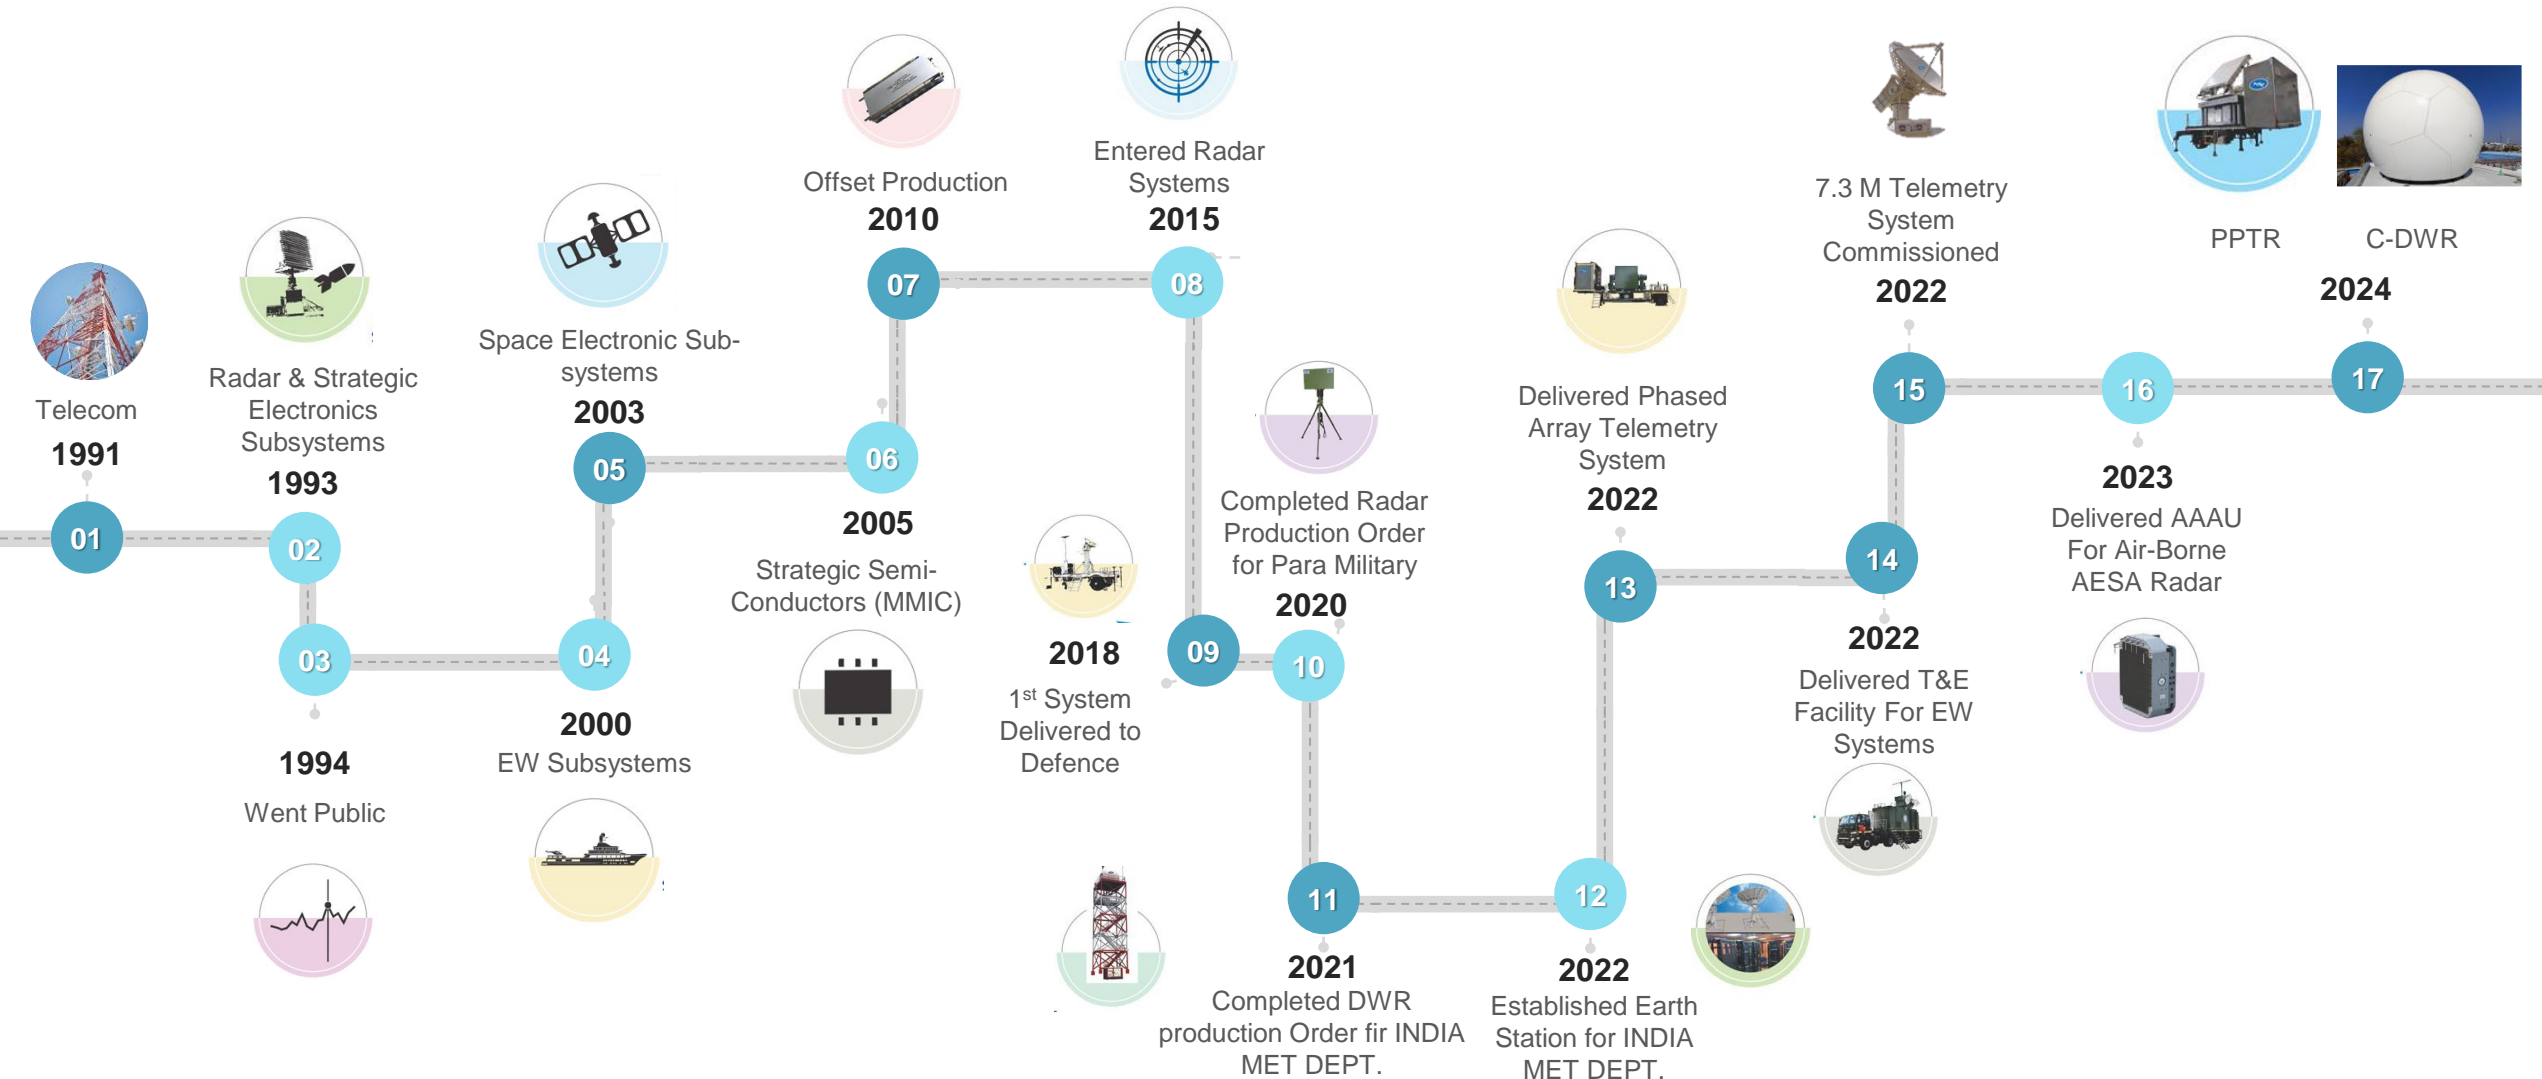 Telecom
1991
01
Radar & Strategic
Electronics
Subsystems
1993
02
03
1994
Went Public
04
2000
EW Subsystems
Space Electronic Sub-
systems
2003
05
06
2005
Strategic Semi-
Conductors (MMIC)
Offset Production
2010
07
Entered Radar
Systems
2015
08
09
2018
1st System
Delivered to
Defence
Completed Radar
Production Order
for Para Military
2020
10
11
2021
Completed DWR
production Order fir INDIA
MET DEPT.
12
2022
Established Earth
Station for INDIA
MET DEPT.
Delivered Phased
Array Telemetry
System
2022
13
14
2022
Delivered T&E
Facility For EW
Systems
7.3 M Telemetry
System
Commissioned
2022
15
16
2023
Delivered AAAU
For Air-Borne
AESA Radar
PPTR
C-DWR
2024
17